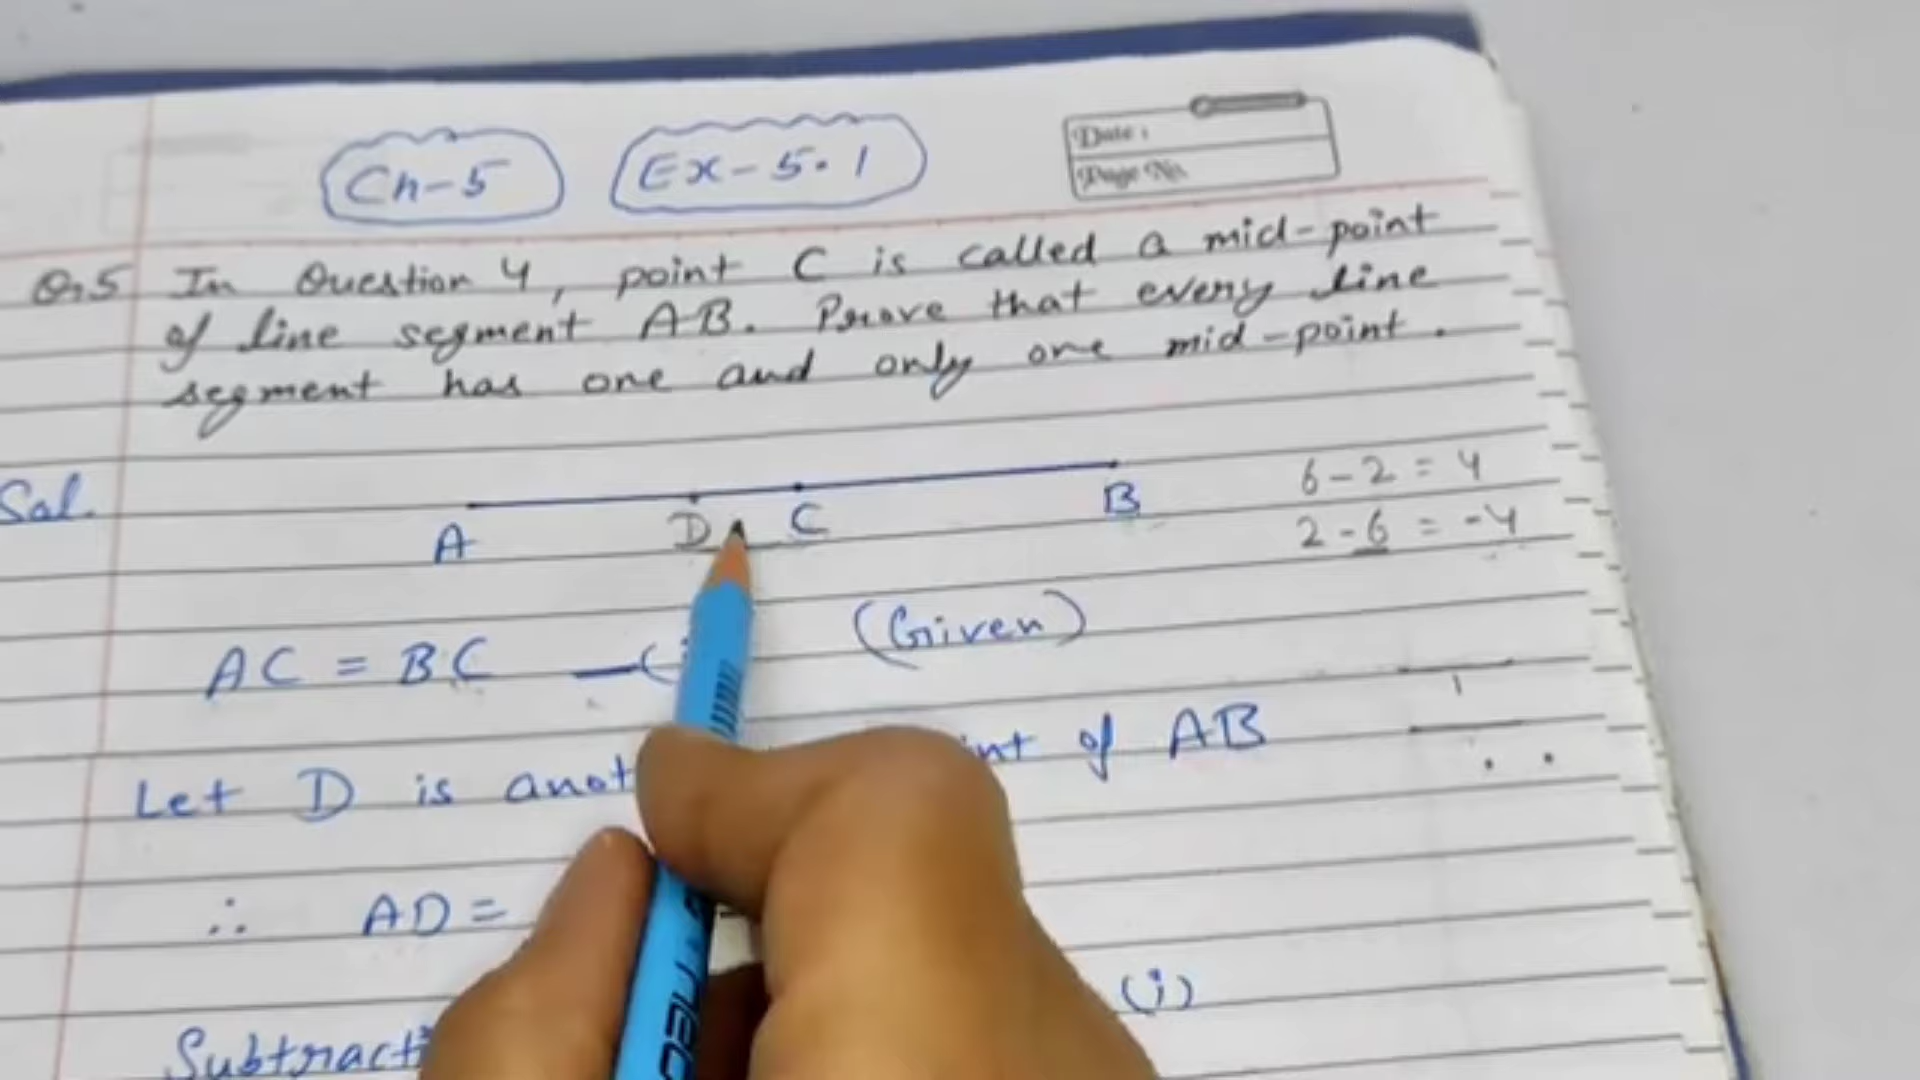 Ch-5 Ex-5.1
Date:
Page No.
Q.5 In Question 4, point C is called a mid-point
of line segment AB. Prove that every line
segment has one and only one mid-point.
Sol.
A D C B
6-2 = 4
2-6 = -4
AC = BC (Given)
Let D is int of AB
∴ AD =
(i)